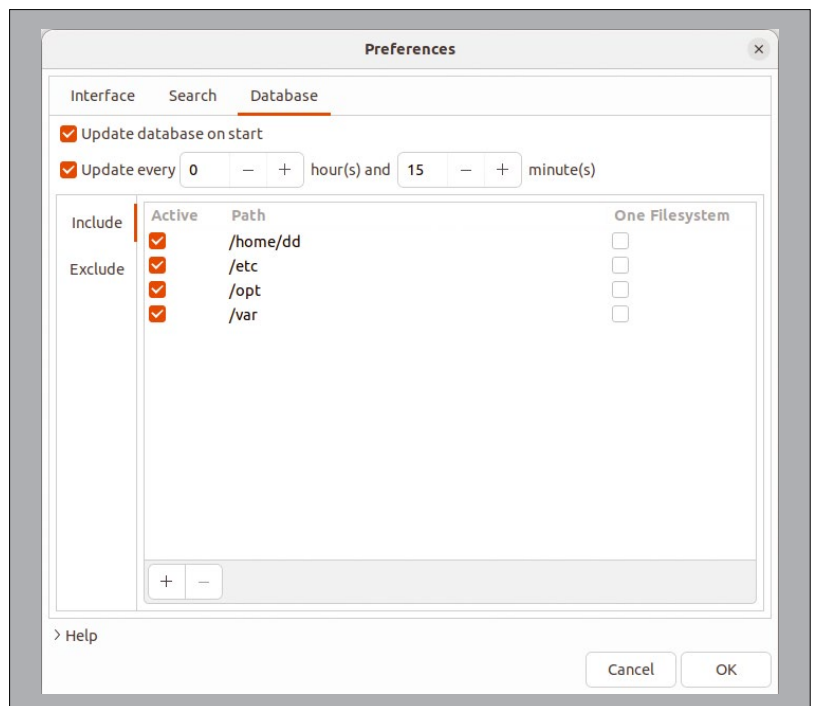 Preferences
Interface Search Database
Update database on start
Update every 0 − + hour(s) and 15 − + minute(s)
Include
Exclude
Active Path One Filesystem
/home/dd
/etc
/opt
/var
+ −
> Help
Cancel OK